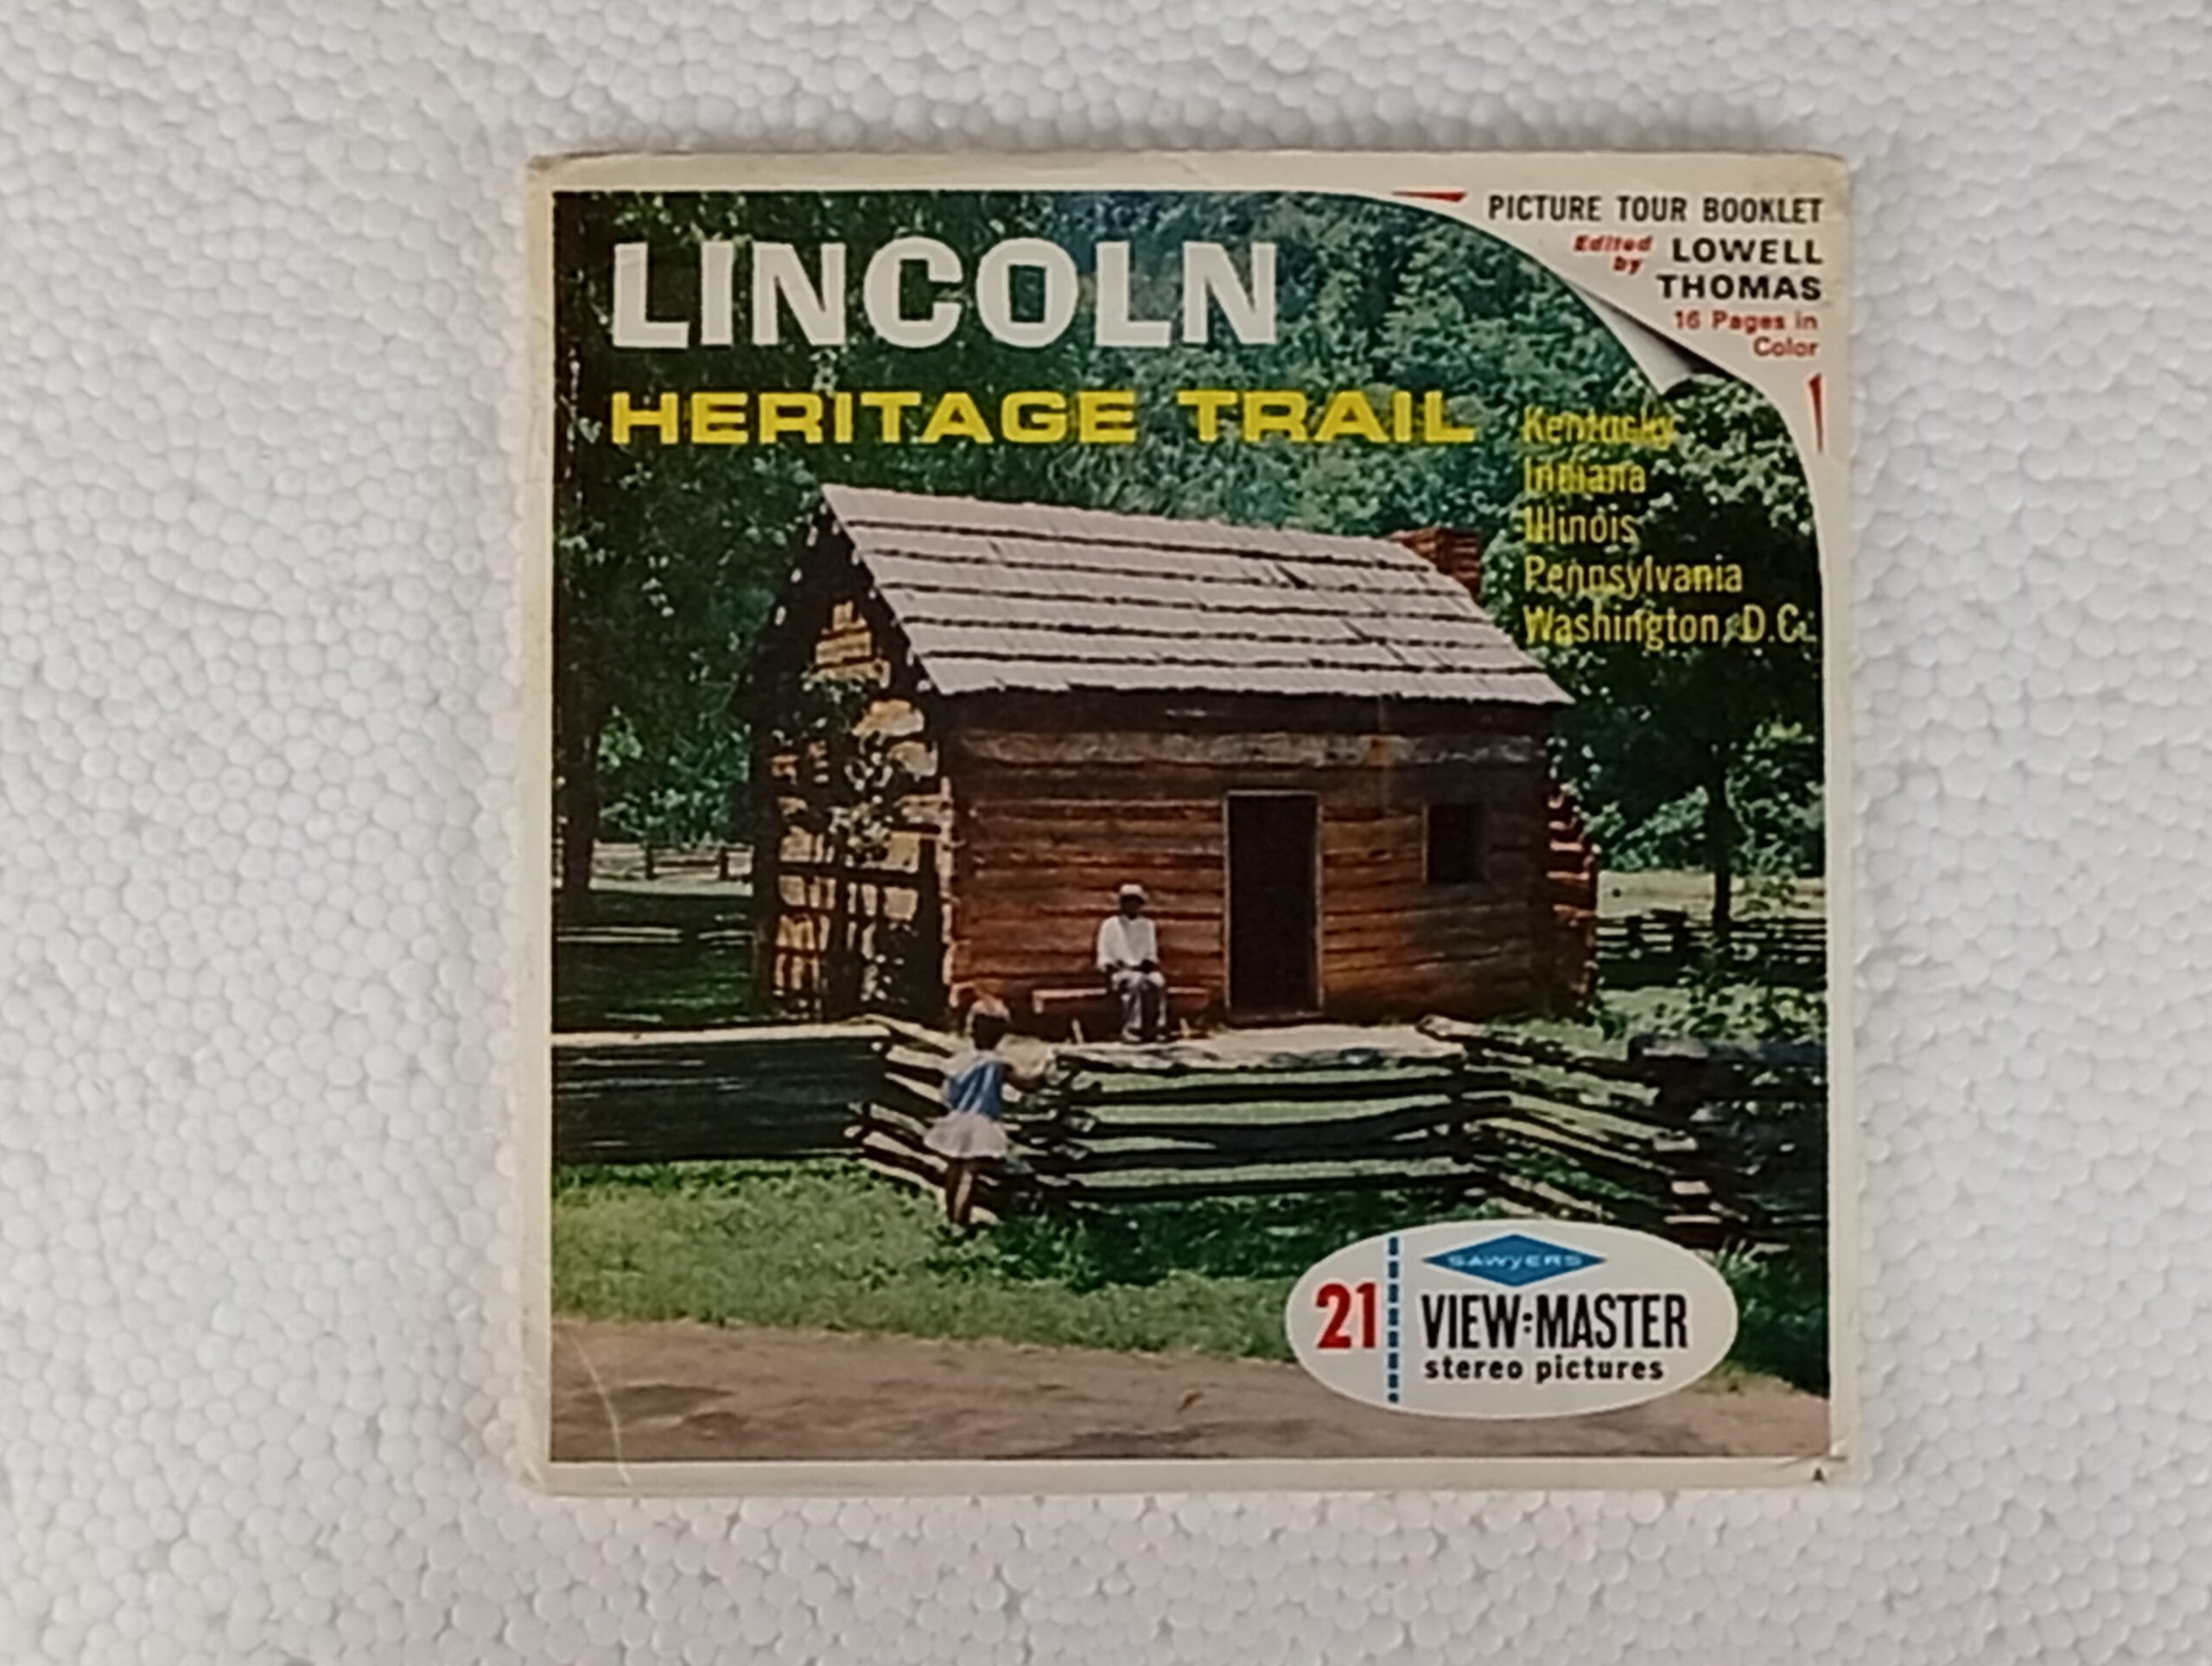 PICTURE TOUR BOOKLET
Edited by LOWELL THOMAS
16 Pages in
Color
LINCOLN
HERITAGE TRAIL
Kentucky
Indiana
Illinois
Pennsylvania
Washington, D.C.
SAWYERS
21 VIEW-MASTER
stereo pictures
A